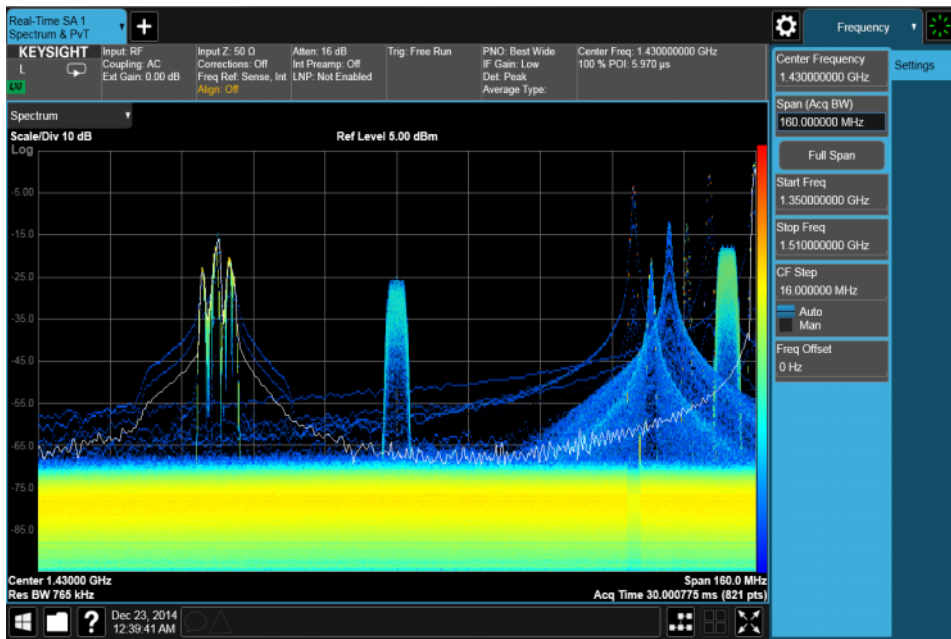 Real-Time SA 1
Spectrum & PvT
Frequency
KEYSIGHT
L
LXI
Input: RF
Coupling: AC
Ext Gain: 0.00 dB
Input Z: 50 Ω
Corrections: Off
Freq Ref: Sense, Int
Align: Off
Atten: 16 dB
Int Preamp: Off
LNP: Not Enabled
Trig: Free Run
PNO: Best Wide
IF Gain: Low
Det: Peak
Average Type:
Center Freq: 1.430000000 GHz
100 % POI: 5.970 µs
Center Frequency
1.430000000 GHz
Settings
Span (Acq BW)
160.000000 MHz
Full Span
Start Freq
1.350000000 GHz
Stop Freq
1.510000000 GHz
CF Step
16.000000 MHz
Auto
Man
Freq Offset
0 Hz
Spectrum
Scale/Div 10 dB
Ref Level 5.00 dBm
Log
-5.00
-15.0
-25.0
-35.0
-45.0
-55.0
-65.0
-75.0
-85.0
Center 1.43000 GHz
Span 160.0 MHz
Res BW 765 kHz
Acq Time 30.000775 ms (821 pts)
?
Dec 23, 2014
12:39:41 AM